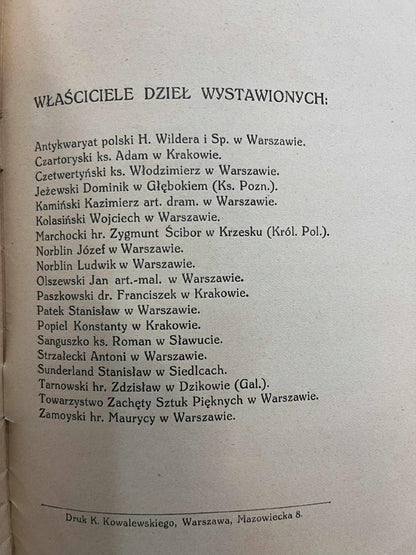 WŁAŚCICIELE DZIEŁ WYSTAWIONYCH:
Antykwaryat polski H. Wildera i Sp. w Warszawie.
Czartoryski ks. Adam w Krakowie.
Czetwertyński ks. Włodzimierz w Warszawie.
Jeżewski Dominik w Głębokiem (Ks. Pozn.).
Kamiński Kazimierz art. dram. w Warszawie.
Kolasiński Wojciech w Warszawie.
Marchocki hr. Zygmunt Ścibor w Krzesku (Król. Pol.).
Norblin Józef w Warszawie.
Norblin Ludwik w Warszawie.
Olszewski Jan art.-mal. w Warszawie.
Paszkowski dr. Franciszek w Krakowie.
Patek Stanisław w Warszawie.
Popiel Konstanty w Krakowie.
Sanguszko ks. Roman w Sławucie.
Strzałecki Antoni w Warszawie.
Sunderland Stanisław w Siedlcach.
Tarnowski hr. Zdzisław w Dzikowie (Gal.).
Towarzystwo Zachęty Sztuk Pięknych w Warszawie.
Zamoyski hr. Maurycy w Warszawie.
Druk K. Kowalewskiego, Warszawa, Mazowiecka 8.